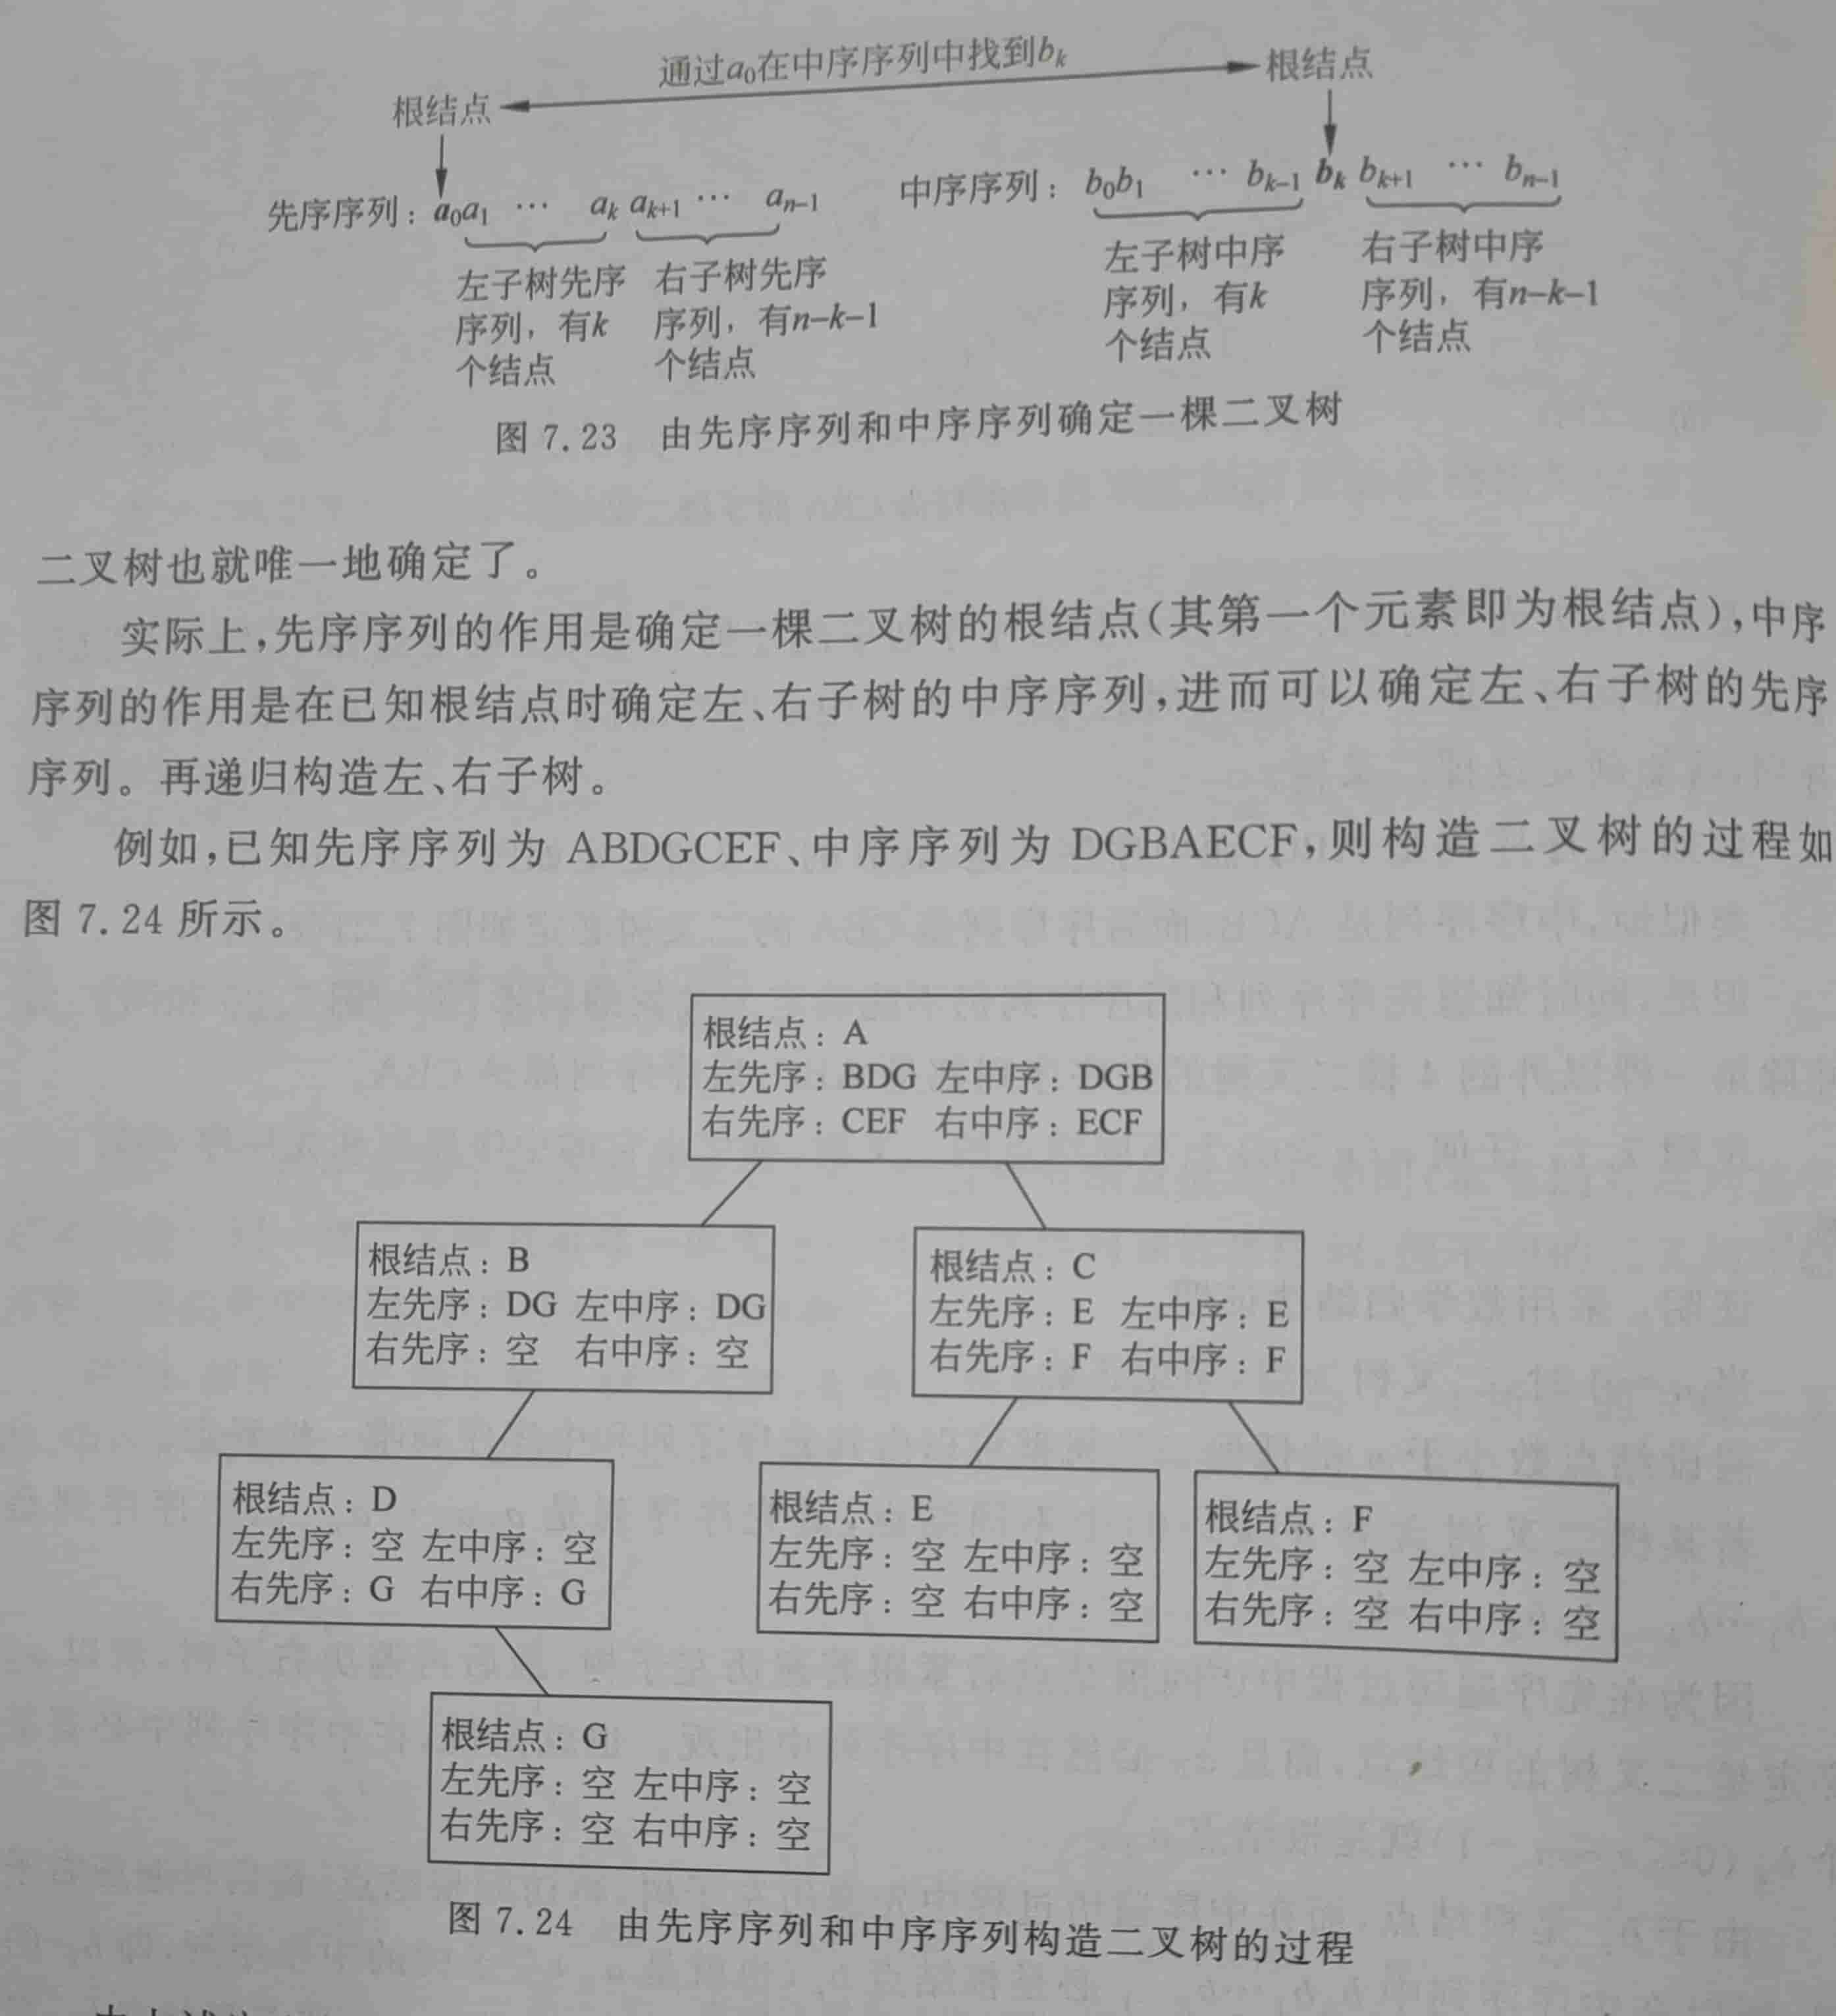 通过a₀在中序序列中找到bₖ
根结点
根结点
先序序列：a₀a₁ … aₖ aₖ₊₁ … aₙ₋₁
中序序列：b₀b₁ … bₖ₋₁ bₖ bₖ₊₁ … bₙ₋₁
左子树先序
序列，有k
个结点
右子树先序
序列，有n-k-1
个结点
左子树中序
序列，有k
个结点
右子树中序
序列，有n-k-1
个结点
图 7.23 由先序序列和中序序列确定一棵二叉树
二叉树也就唯一地确定了。
实际上，先序序列的作用是确定一棵二叉树的根结点（其第一个元素即为根结点），中序
序列的作用是在已知根结点时确定左、右子树的中序序列，进而可以确定左、右子树的先序
序列。再递归构造左、右子树。
例如，已知先序序列为 ABDGCEF、中序序列为 DGBAECF，则构造二叉树的过程如
图 7.24 所示。
根结点：A
左先序：BDG 左中序：DGB
右先序：CEF 右中序：ECF
根结点：B
左先序：DG 左中序：DG
右先序：空 右中序：空
根结点：C
左先序：E 左中序：E
右先序：F 右中序：F
根结点：D
左先序：空 左中序：空
右先序：G 右中序：G
根结点：E
左先序：空 左中序：空
右先序：空 右中序：空
根结点：F
左先序：空 左中序：空
右先序：空 右中序：空
根结点：G
左先序：空 左中序：空
右先序：空 右中序：空
图 7.24 由先序序列和中序序列构造二叉树的过程